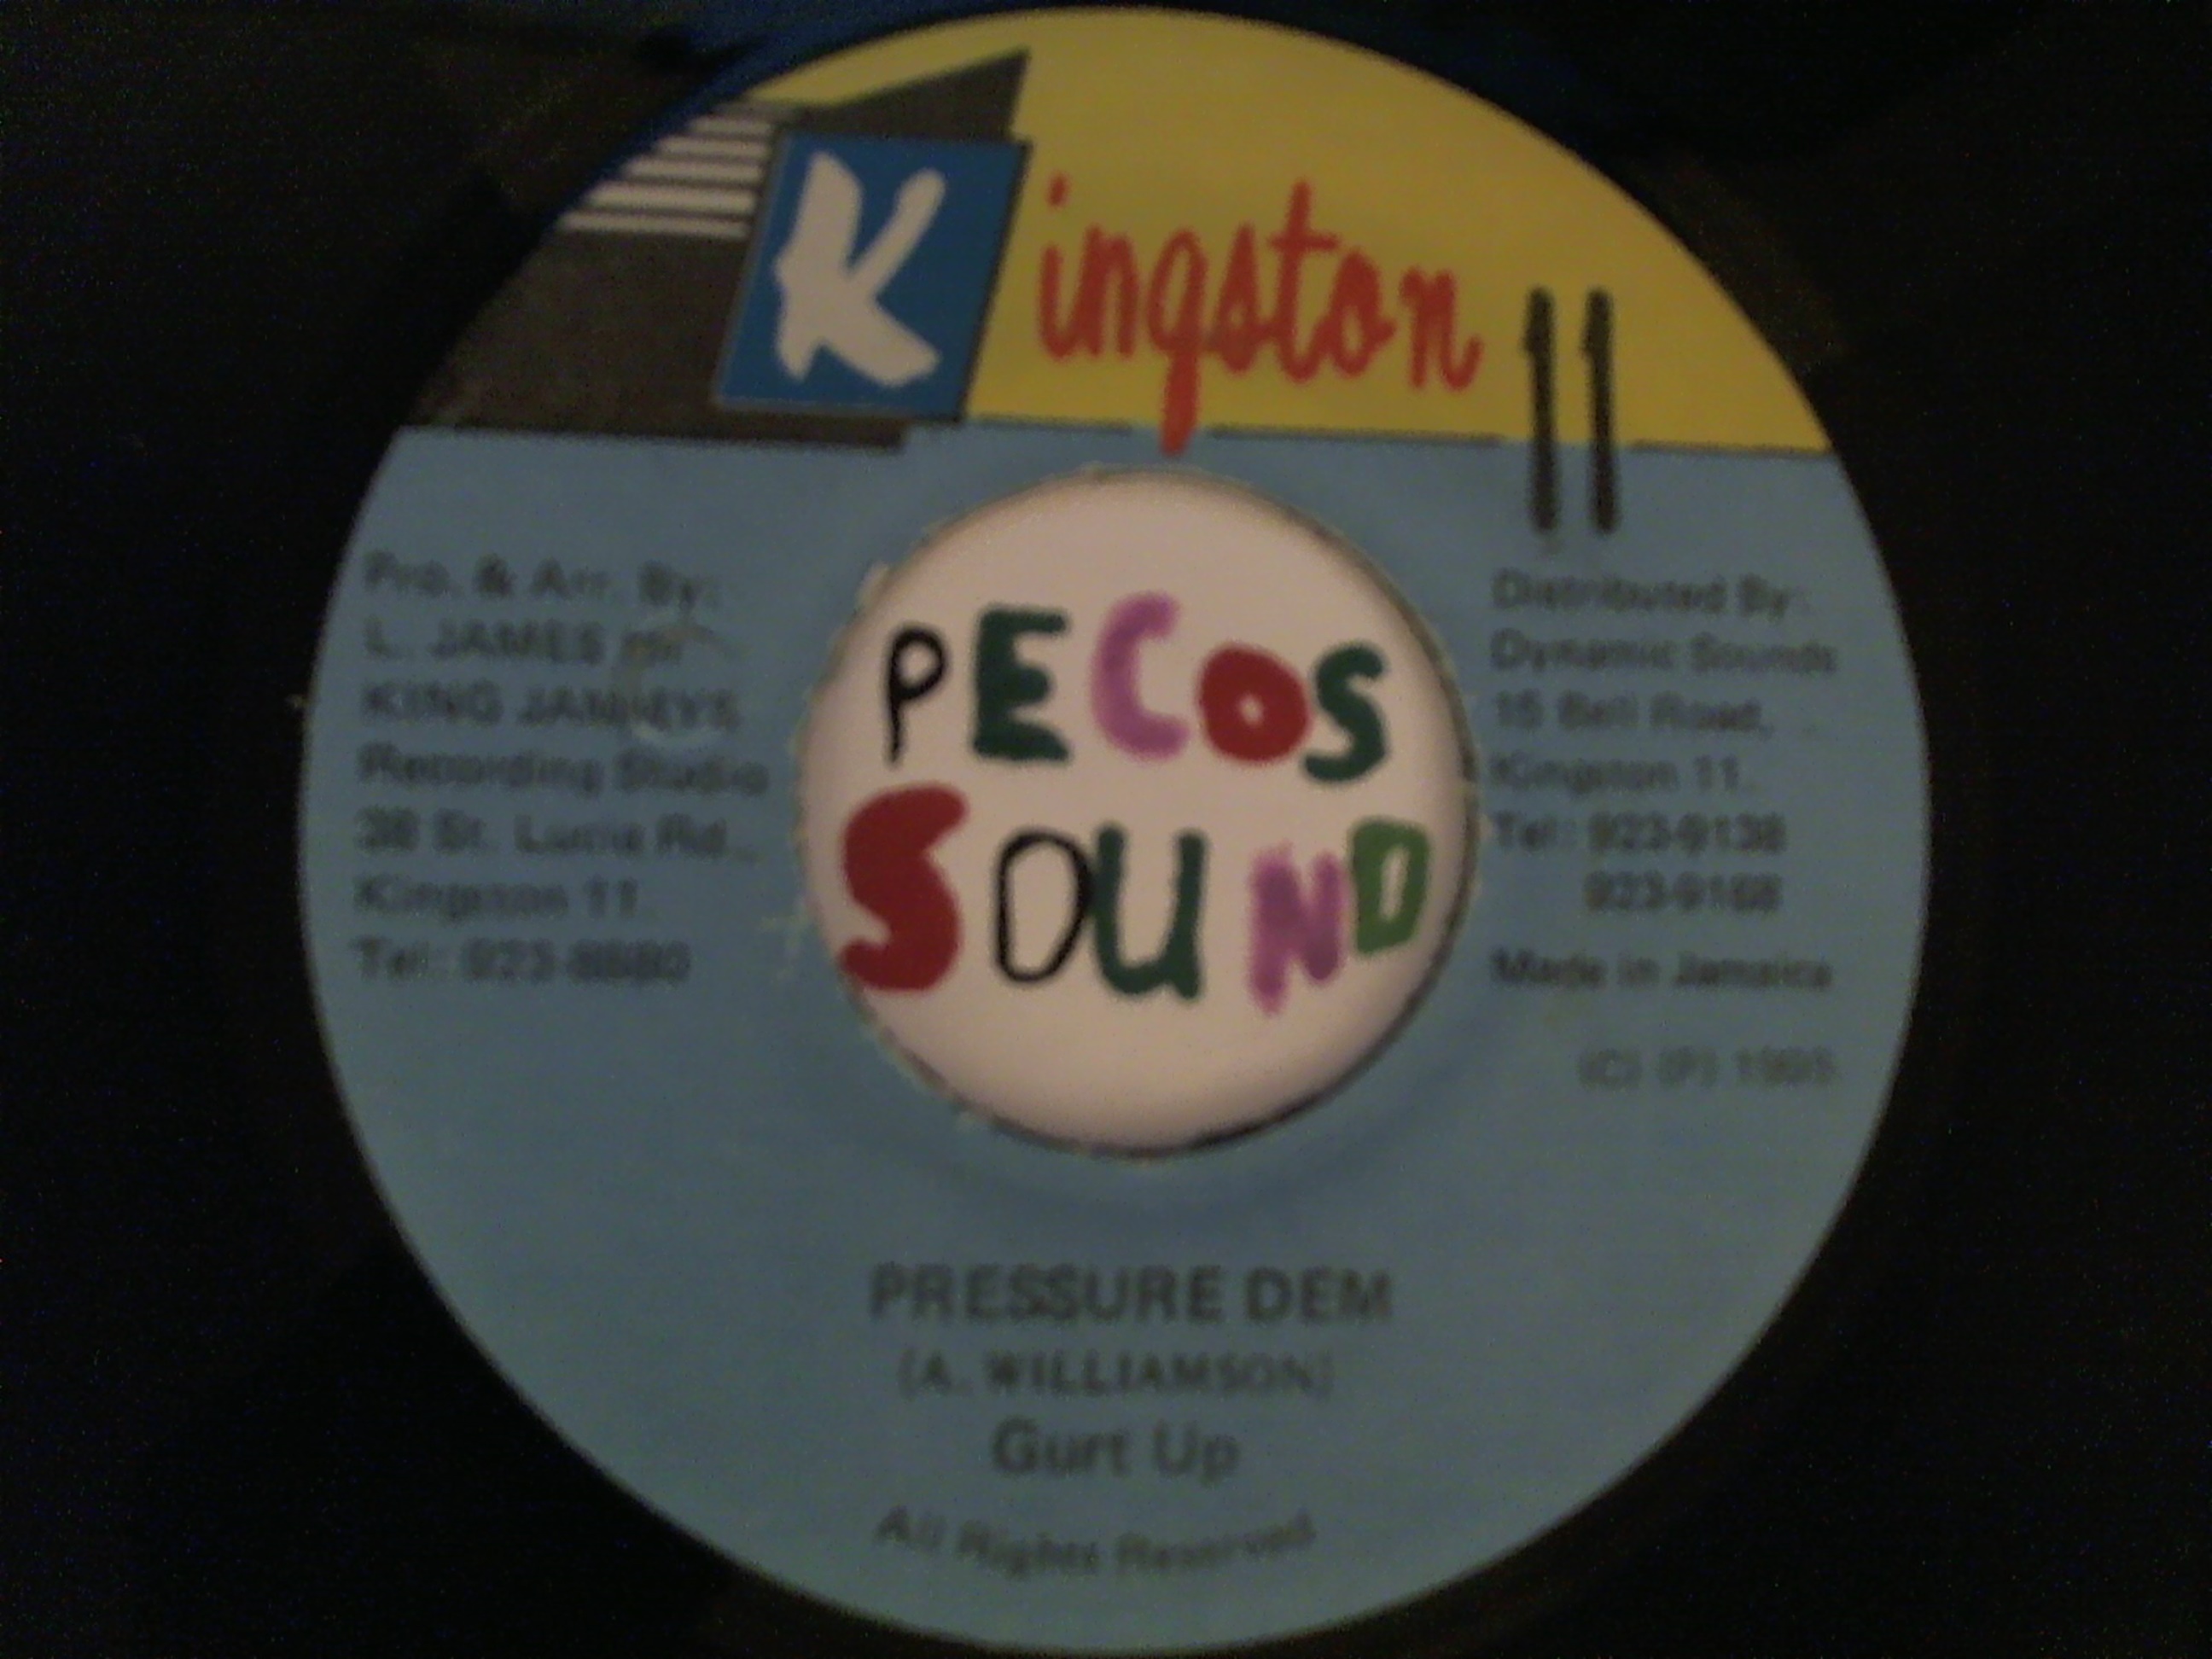 Kingston 11
Pro. & Arr. By:
L. JAMES
KING JAMMYS
Recording Studio
38 St. Lucia Rd.,
Kingston 11.
Tel: 923-
PECOS
SOUND
Distributed By:
Dynamic Sounds
15 Bell Road,
Kingston 11.
Tel: 923-9138
923-9168
Made in Jamaica
(C) (P)
PRESSURE DEM
(A. WILLIAMSON)
Gurt Up
All Rights Reserved